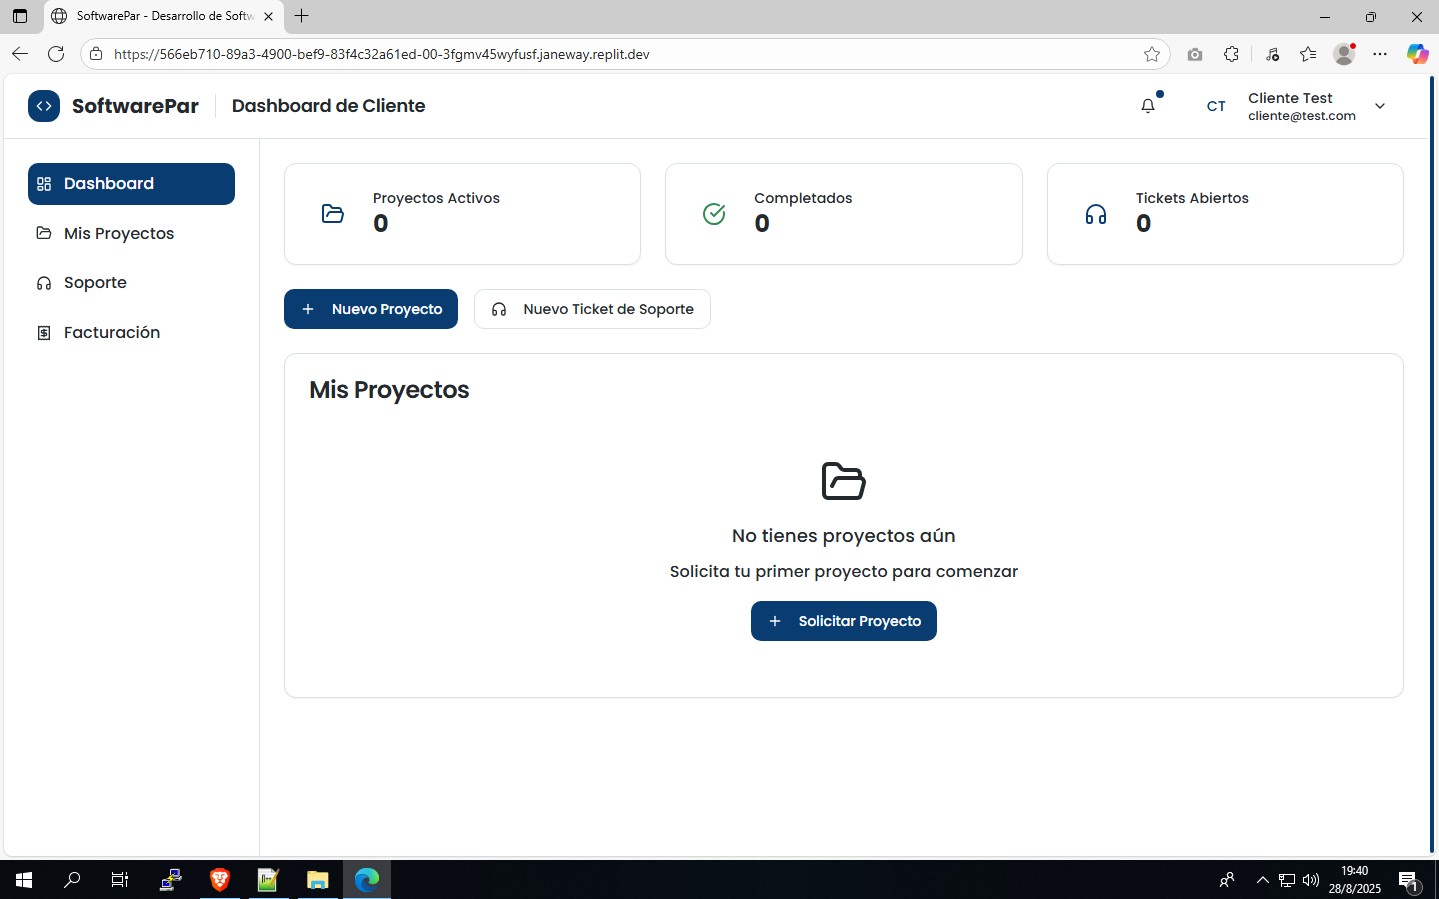 SoftwarePar - Desarrollo de Softw
https://566eb710-89a3-4900-bef9-83f4c32a61ed-00-3fgmv45wyfusf.janeway.replit.dev
SoftwarePar
Dashboard de Cliente
CT
Cliente Test
cliente@test.com
Dashboard
Mis Proyectos
Soporte
Facturación
Proyectos Activos
0
Completados
0
Tickets Abiertos
0
Nuevo Proyecto
Nuevo Ticket de Soporte
Mis Proyectos
No tienes proyectos aún
Solicita tu primer proyecto para comenzar
Solicitar Proyecto
19:40
28/8/2025
1